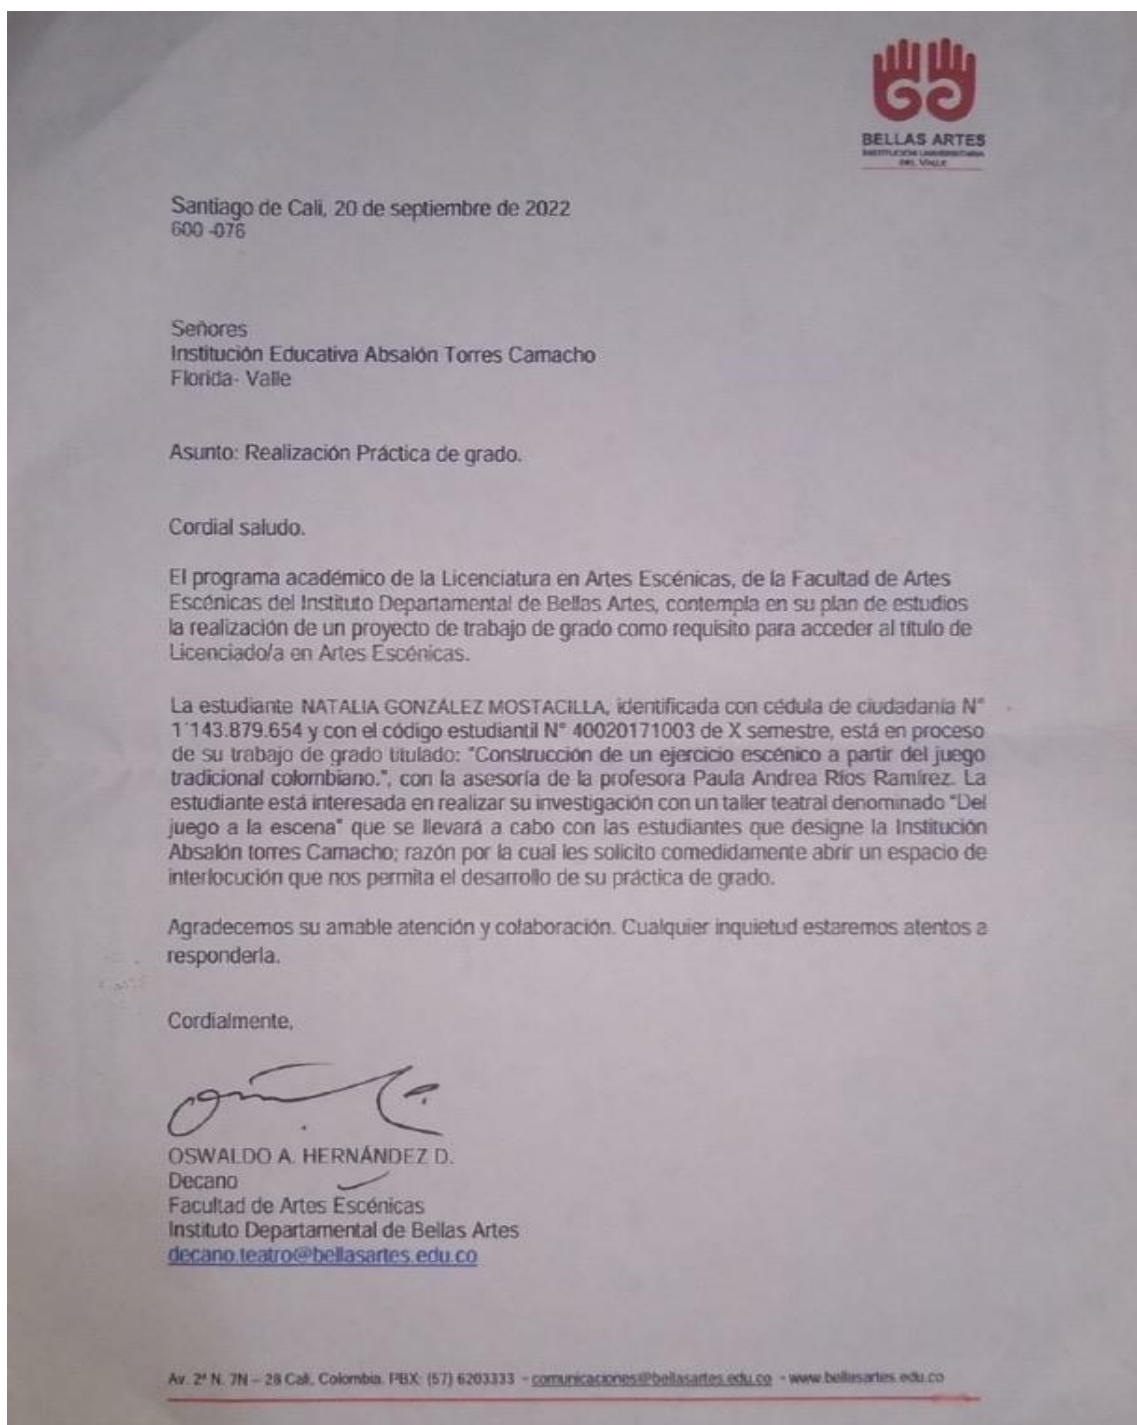 BELLAS ARTES
INSTITUCIÓN UNIVERSITARIA
DEL VALLE
Santiago de Cali, 20 de septiembre de 2022
600 -076
Señores
Institución Educativa Absalón Torres Camacho
Florida- Valle
Asunto: Realización Práctica de grado.
Cordial saludo.
El programa académico de la Licenciatura en Artes Escénicas, de la Facultad de Artes
Escénicas del Instituto Departamental de Bellas Artes, contempla en su plan de estudios
la realización de un proyecto de trabajo de grado como requisito para acceder al título de
Licenciado/a en Artes Escénicas.
La estudiante NATALIA GONZÁLEZ MOSTACILLA, identificada con cédula de ciudadanía N°
1´143.879.654 y con el código estudiantil N° 40020171003 de X semestre, está en proceso
de su trabajo de grado titulado: "Construcción de un ejercicio escénico a partir del juego
tradicional colombiano.", con la asesoría de la profesora Paula Andrea Ríos Ramírez. La
estudiante está interesada en realizar su investigación con un taller teatral denominado "Del
juego a la escena" que se llevará a cabo con las estudiantes que designe la Institución
Absalón torres Camacho; razón por la cual les solicito comedidamente abrir un espacio de
interlocución que nos permita el desarrollo de su práctica de grado.
Agradecemos su amable atención y colaboración. Cualquier inquietud estaremos atentos a
responderla.
Cordialmente,
OSWALDO A. HERNÁNDEZ D.
Decano
Facultad de Artes Escénicas
Instituto Departamental de Bellas Artes
decano.teatro@bellasartes.edu.co
Av. 2ª N. 7N – 28 Cali, Colombia. PBX: (57) 6203333 - comunicaciones@bellasartes.edu.co - www.bellasartes.edu.co